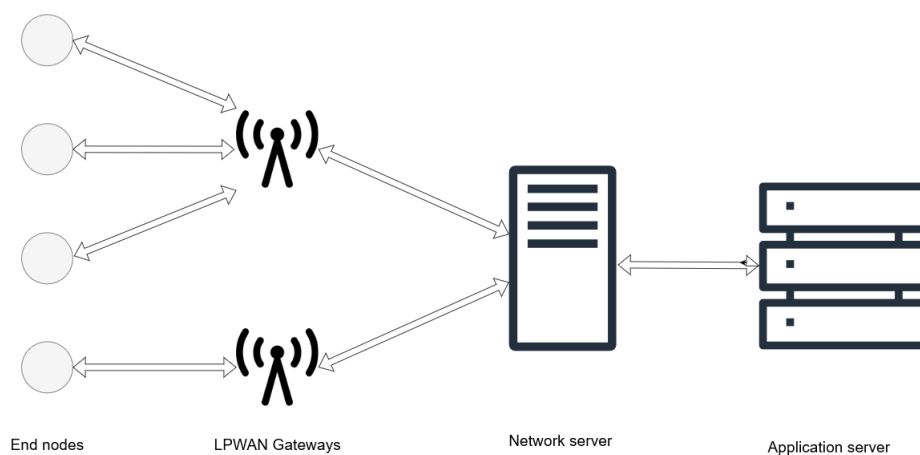 End nodes
LPWAN Gateways
Network server
Application server